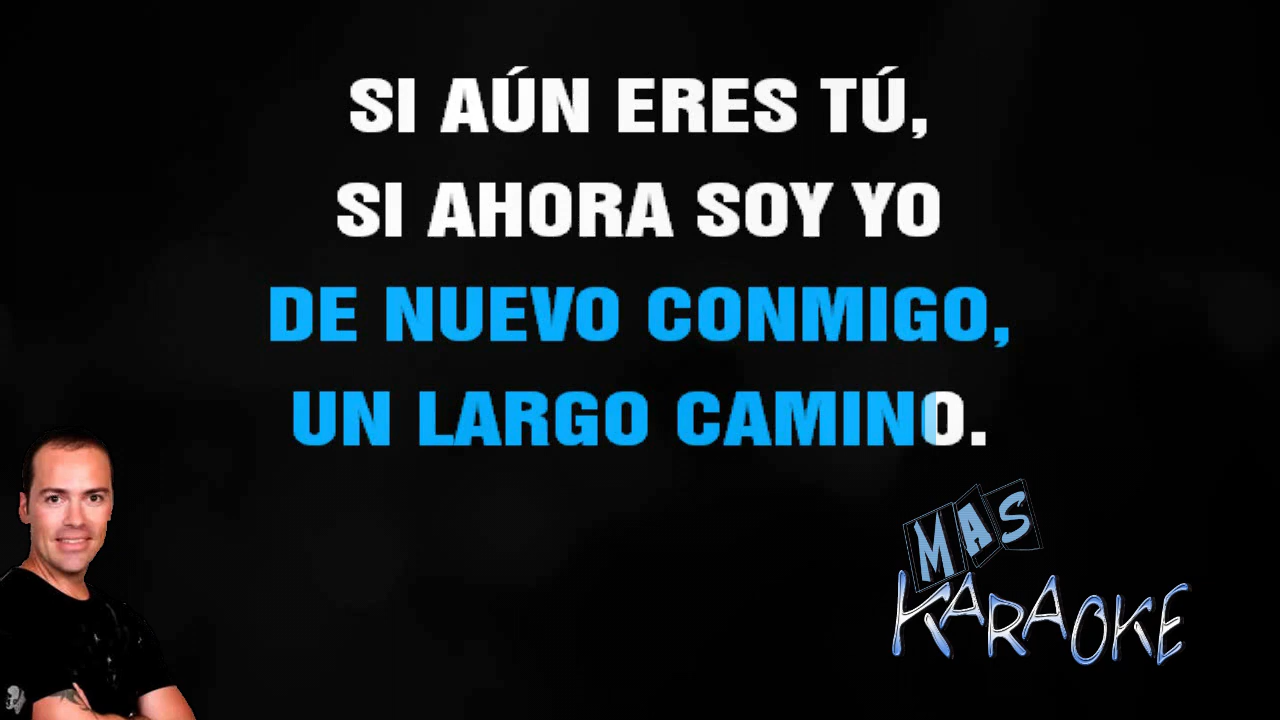 SI AÚN ERES TÚ,
SI AHORA SOY YO
DE NUEVO CONMIGO,
UN LARGO CAMINO.
MAS
KARAOKE